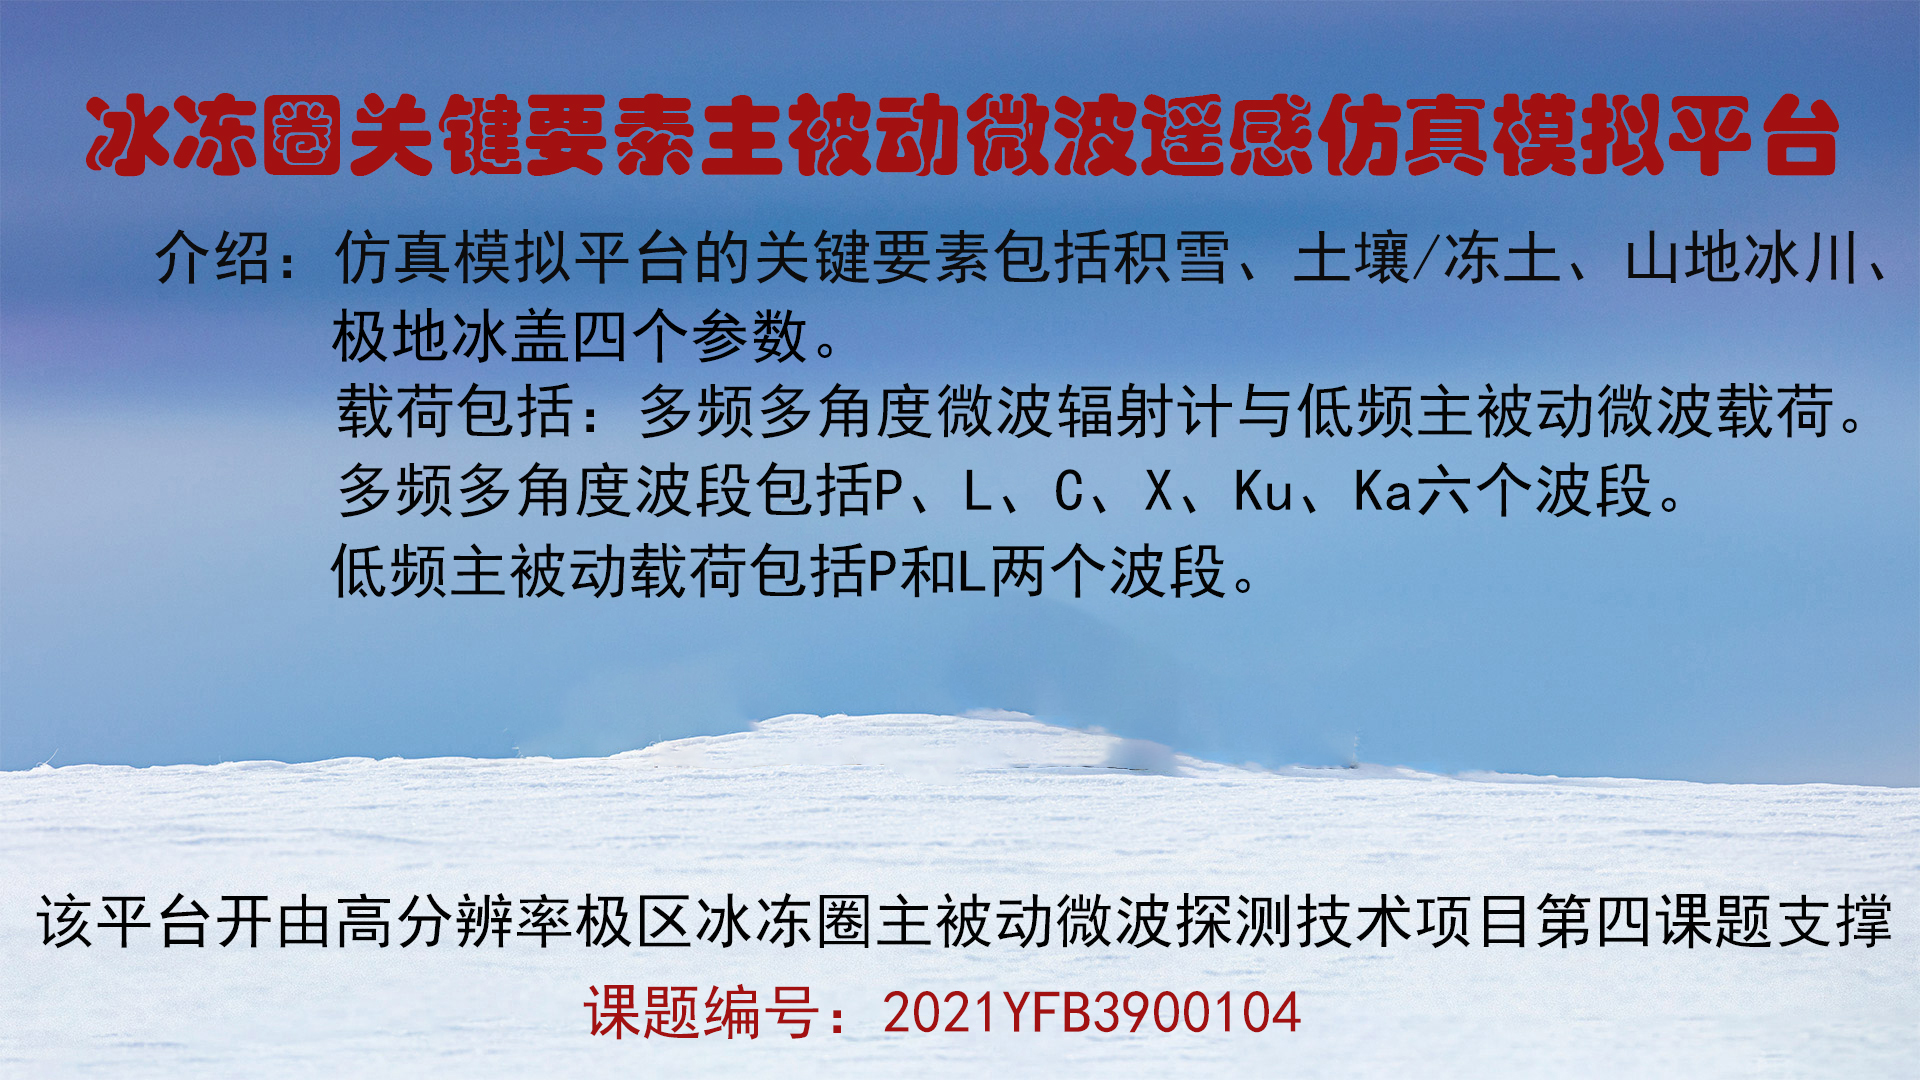 冰冻圈关键要素主被动微波遥感仿真模拟平台
介绍：仿真模拟平台的关键要素包括积雪、土壤/冻土、山地冰川、
极地冰盖四个参数。
载荷包括：多频多角度微波辐射计与低频主被动微波载荷。
多频多角度波段包括P、L、C、X、Ku、Ka六个波段。
低频主被动载荷包括P和L两个波段。
该平台开由高分辨率极区冰冻圈主被动微波探测技术项目第四课题支撑
课题编号：2021YFB3900104